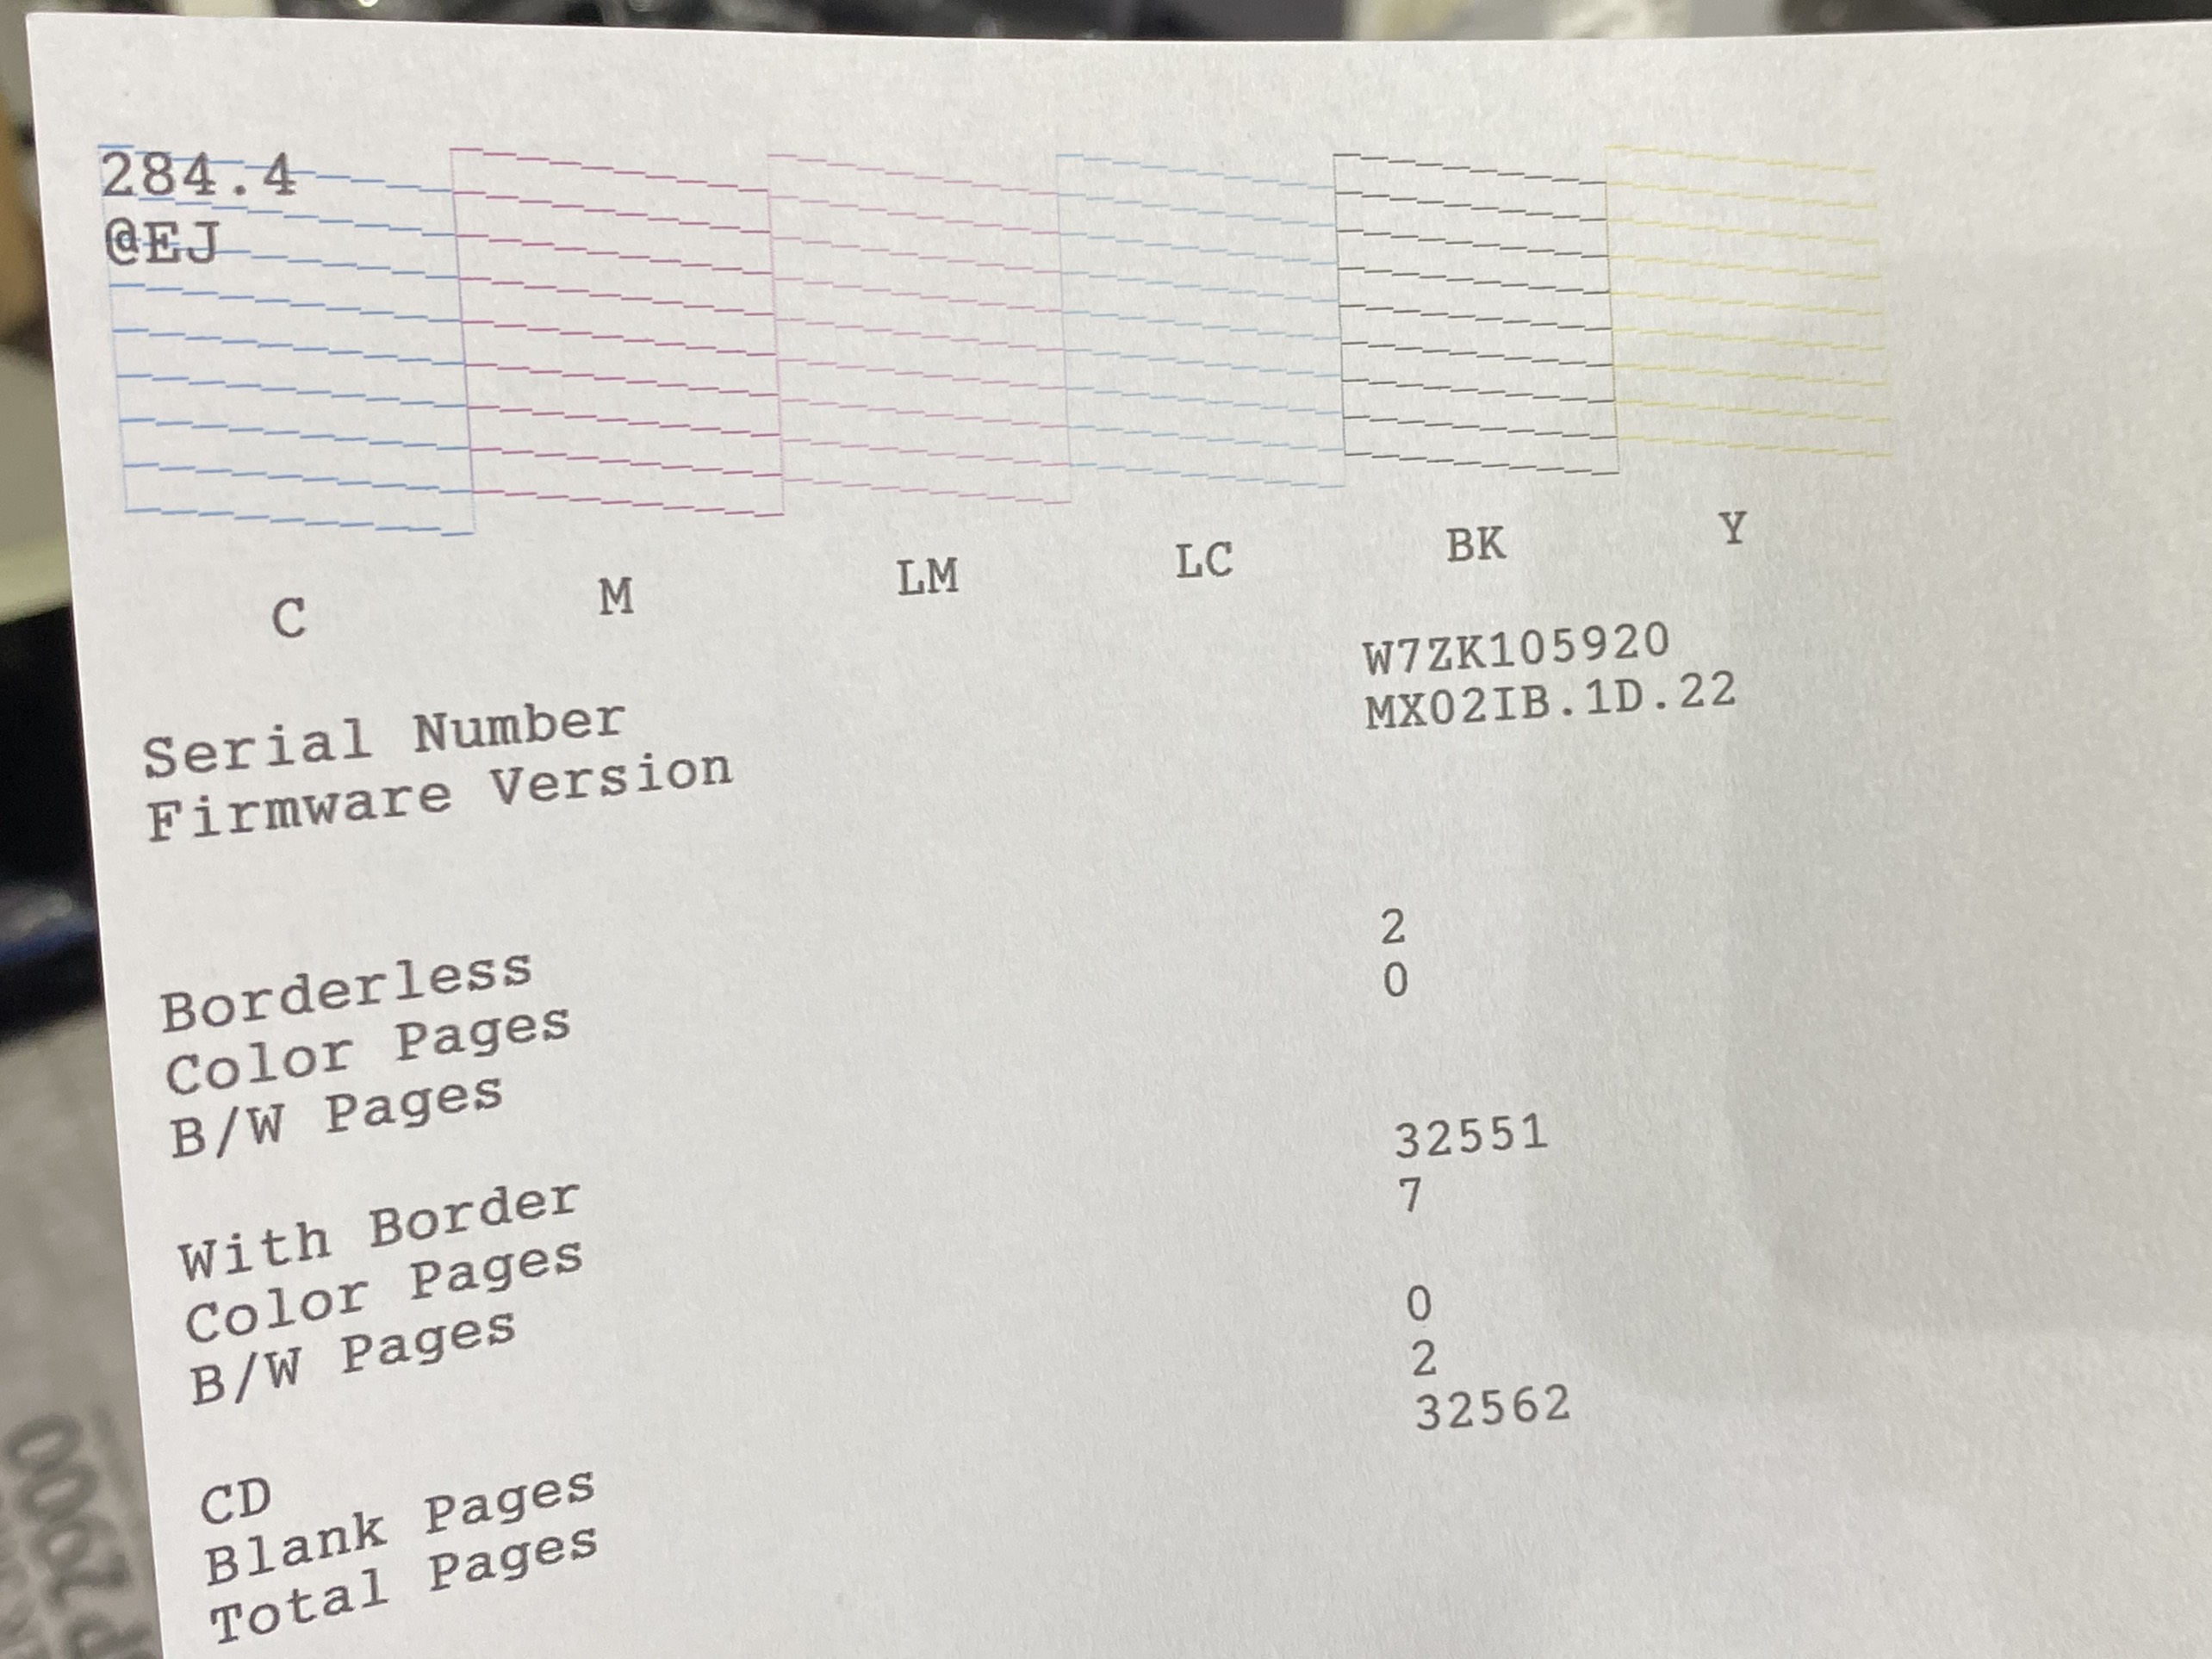 284.4
@EJ
C M LM LC BK Y
Serial Number W7ZK105920
Firmware Version MX02IB.1D.22
Borderless
Color Pages 2
B/W Pages 0
With Border
Color Pages 32551
B/W Pages 7
CD 0
Blank Pages 2
Total Pages 32562